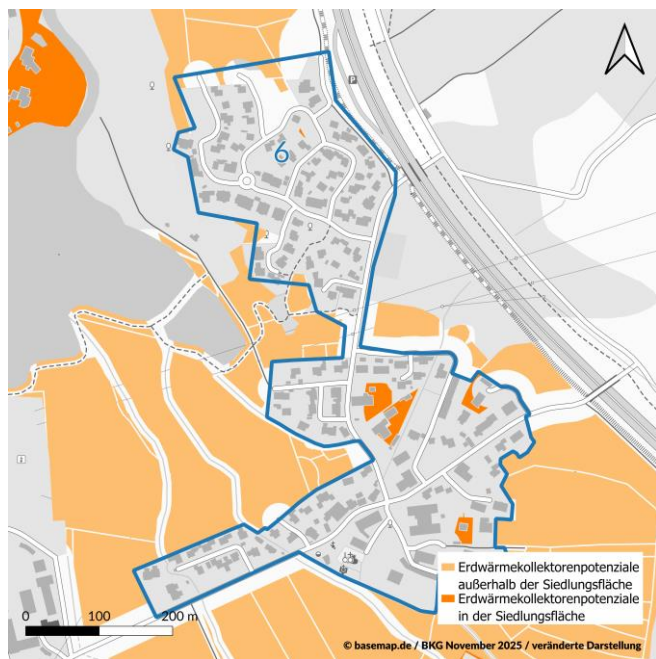 P
6
Erdwärmekollektorenpotenziale
außerhalb der Siedlungsfläche
Erdwärmekollektorenpotenziale
in der Siedlungsfläche
0 100 200 m
© basemap.de / BKG November 2025 / veränderte Darstellung